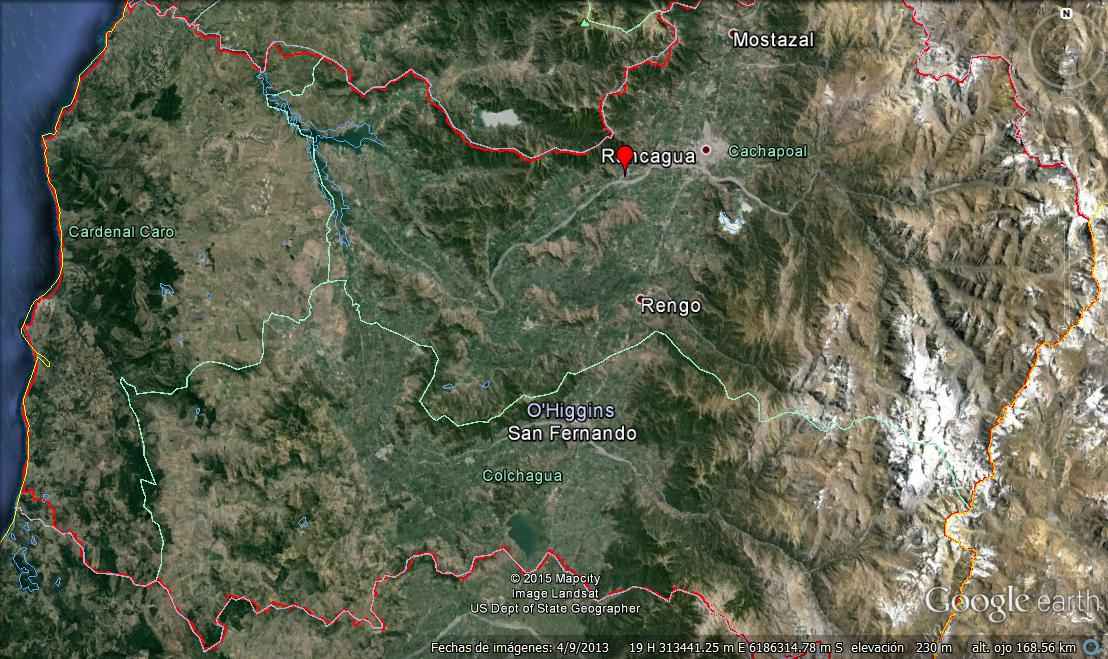 N
Mostazal
Rancagua
Cachapoal
Cardenal Caro
Rengo
O'Higgins
San Fernando
Colchagua
© 2015 Mapcity
Image Landsat
US Dept of State Geographer
Google earth
Fechas de imágenes: 4/9/2013 19 H 313441.25 m E 6186314.78 m S elevación 230 m alt. ojo 168.56 km